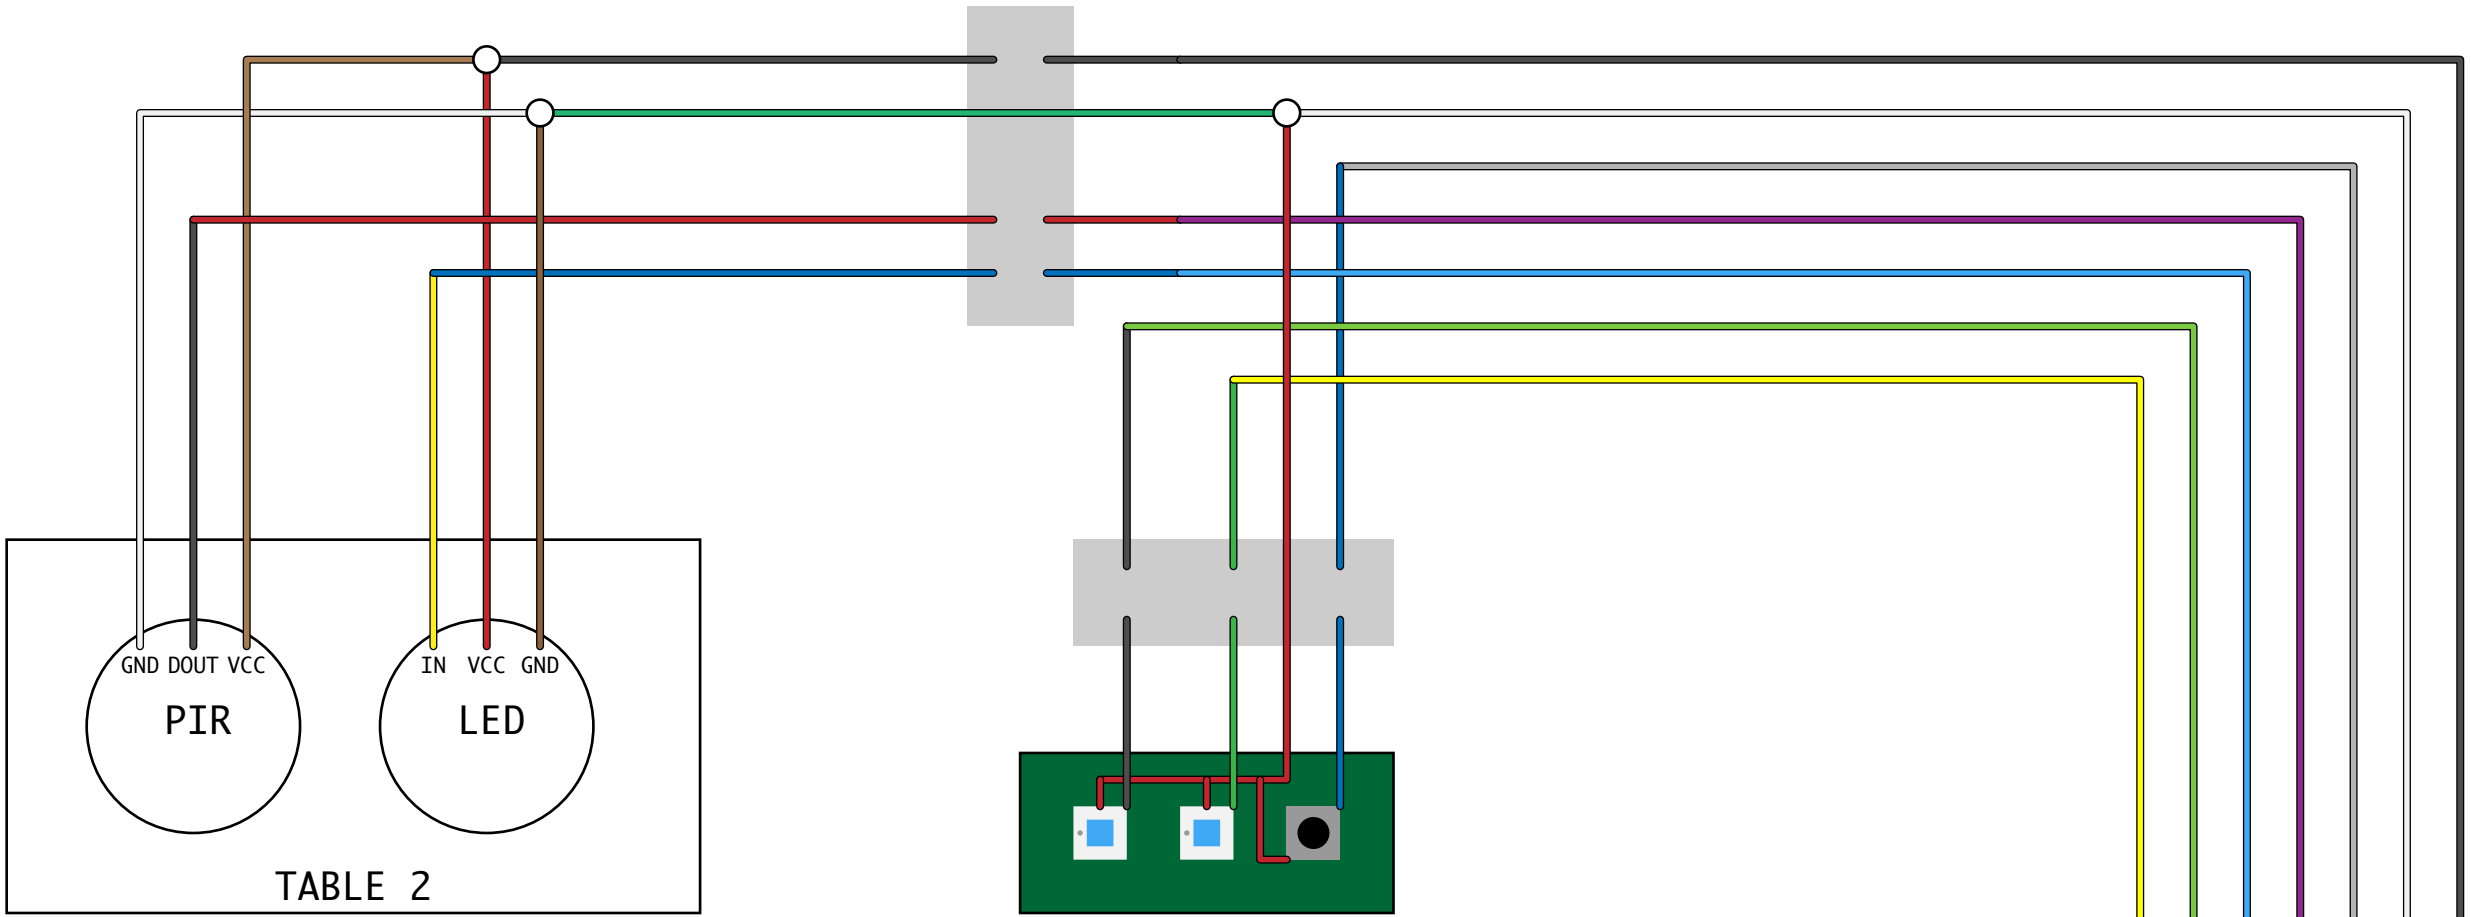 GND DOUT VCC
IN VCC GND
PIR
LED
TABLE 2